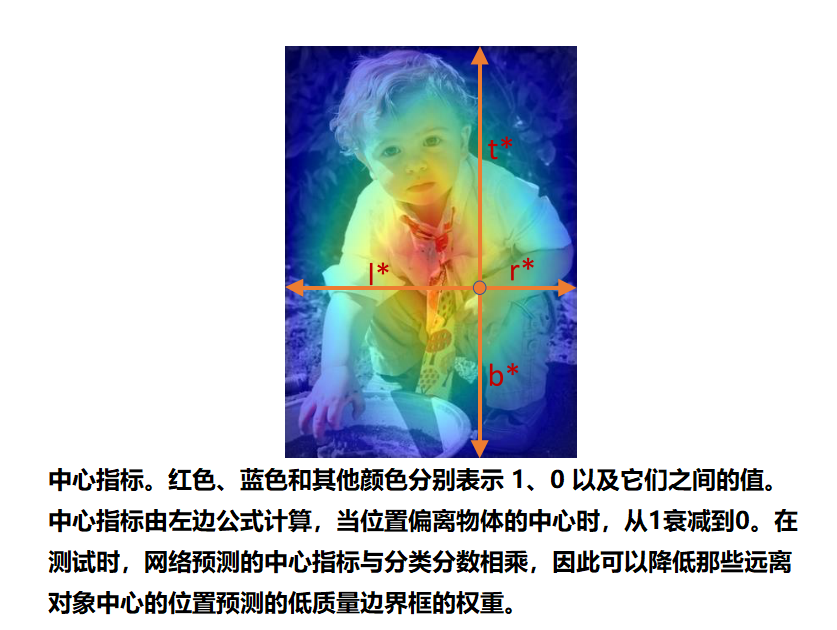 t*
l*
r*
b*
中心指标。红色、蓝色和其他颜色分别表示 1、0 以及它们之间的值。
中心指标由左边公式计算，当位置偏离物体的中心时，从1衰减到0。在
测试时，网络预测的中心指标与分类分数相乘，因此可以降低那些远离
对象中心的位置预测的低质量边界框的权重。